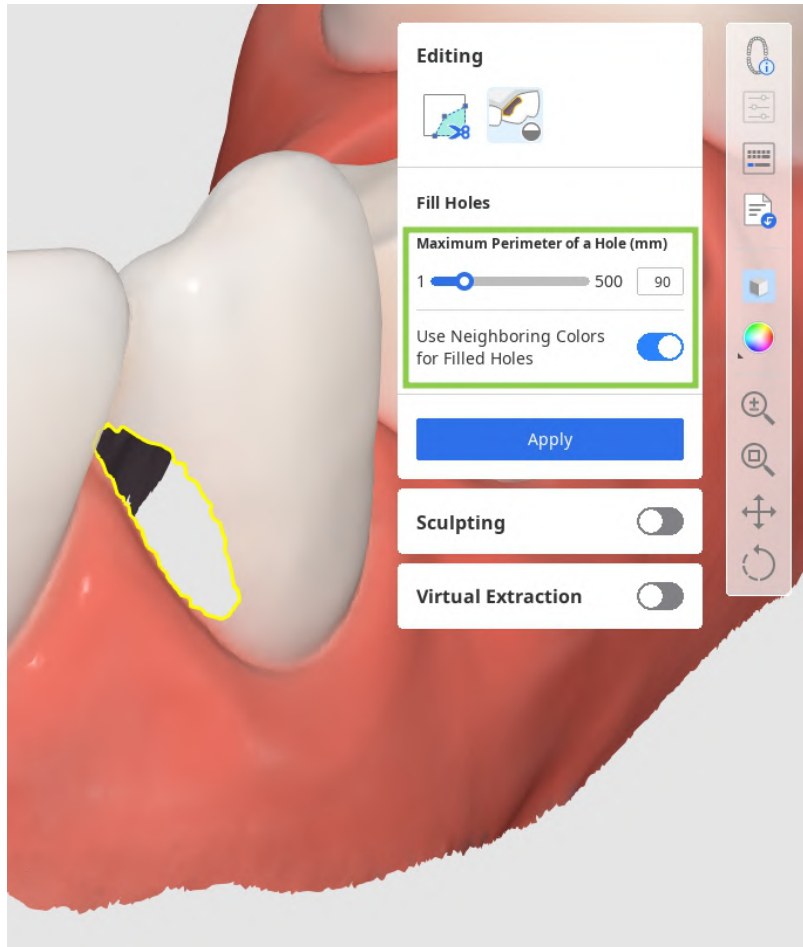 Editing
Fill Holes
Maximum Perimeter of a Hole (mm)
1 500 90
Use Neighboring Colors
for Filled Holes
Apply
Sculpting
Virtual Extraction